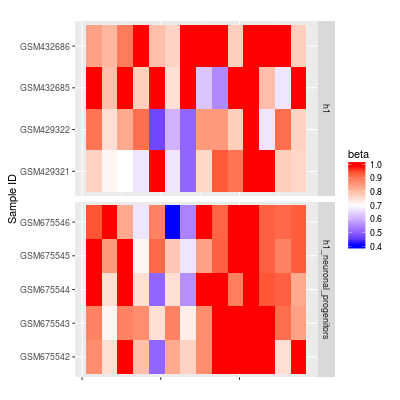 GSM432686
GSM432685
GSM429322
GSM429321
h1
GSM675546
GSM675545
GSM675544
GSM675543
GSM675542
h1_neuronal_progenitors
Sample ID
beta
1.0
0.9
0.8
0.7
0.6
0.5
0.4